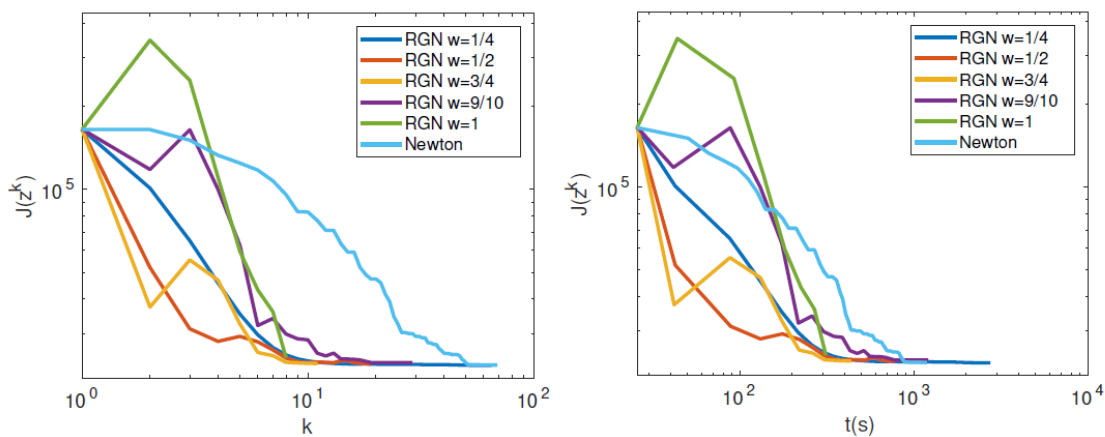 RGN w=1/4
RGN w=1/2
RGN w=3/4
RGN w=9/10
RGN w=1
Newton
J(z^k)
10^5
10^0
10^1
10^2
k
RGN w=1/4
RGN w=1/2
RGN w=3/4
RGN w=9/10
RGN w=1
Newton
J(z^k)
10^5
10^2
10^3
10^4
t(s)